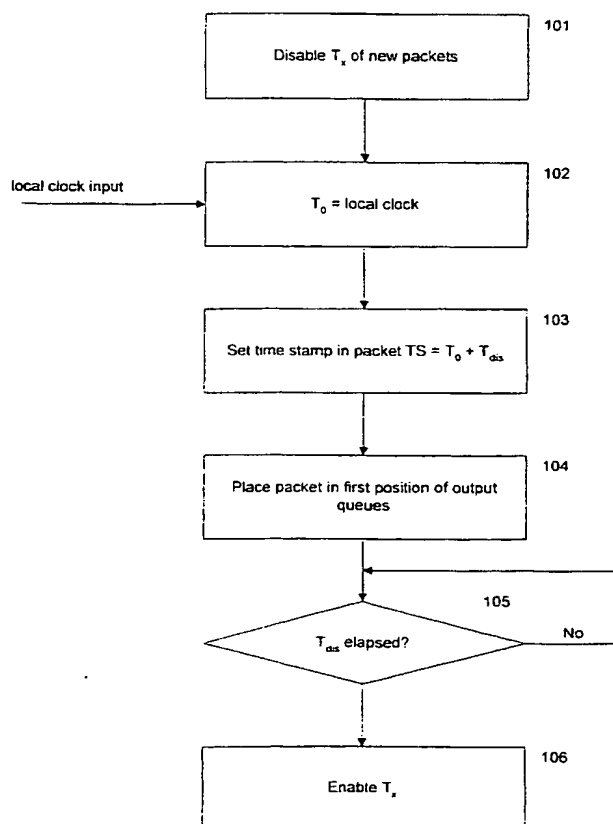 101
Disable Tx of new packets
local clock input
102
T0 = local clock
103
Set time stamp in packet TS = T0 + Tdis
104
Place packet in first position of output
queues
105
Tdis elapsed?
No
106
Enable Tx